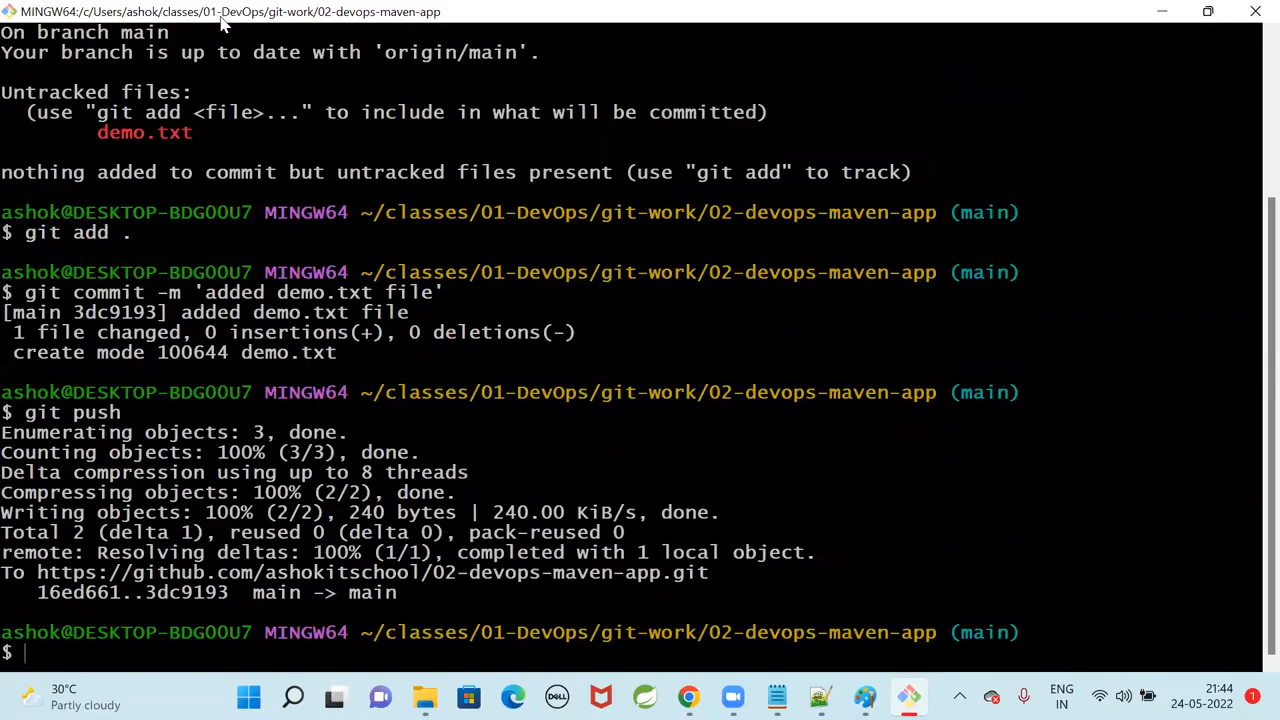 MINGW64:/c/Users/ashok/classes/01-DevOps/git-work/02-devops-maven-app
On branch main
Your branch is up to date with 'origin/main'.
Untracked files:
(use "git add <file>..." to include in what will be committed)
demo.txt
nothing added to commit but untracked files present (use "git add" to track)
ashok@DESKTOP-BDG00U7 MINGW64 ~/classes/01-DevOps/git-work/02-devops-maven-app (main)
$ git add .
ashok@DESKTOP-BDG00U7 MINGW64 ~/classes/01-DevOps/git-work/02-devops-maven-app (main)
$ git commit -m 'added demo.txt file'
[main 3dc9193] added demo.txt file
1 file changed, 0 insertions(+), 0 deletions(-)
create mode 100644 demo.txt
ashok@DESKTOP-BDG00U7 MINGW64 ~/classes/01-DevOps/git-work/02-devops-maven-app (main)
$ git push
Enumerating objects: 3, done.
Counting objects: 100% (3/3), done.
Delta compression using up to 8 threads
Compressing objects: 100% (2/2), done.
Writing objects: 100% (2/2), 240 bytes | 240.00 KiB/s, done.
Total 2 (delta 1), reused 0 (delta 0), pack-reused 0
remote: Resolving deltas: 100% (1/1), completed with 1 local object.
To https://github.com/ashokitschool/02-devops-maven-app.git
16ed661..3dc9193  main -> main
ashok@DESKTOP-BDG00U7 MINGW64 ~/classes/01-DevOps/git-work/02-devops-maven-app (main)
$
30°C
Partly cloudy
DELL
ENG
IN
21:44
24-05-2022
1